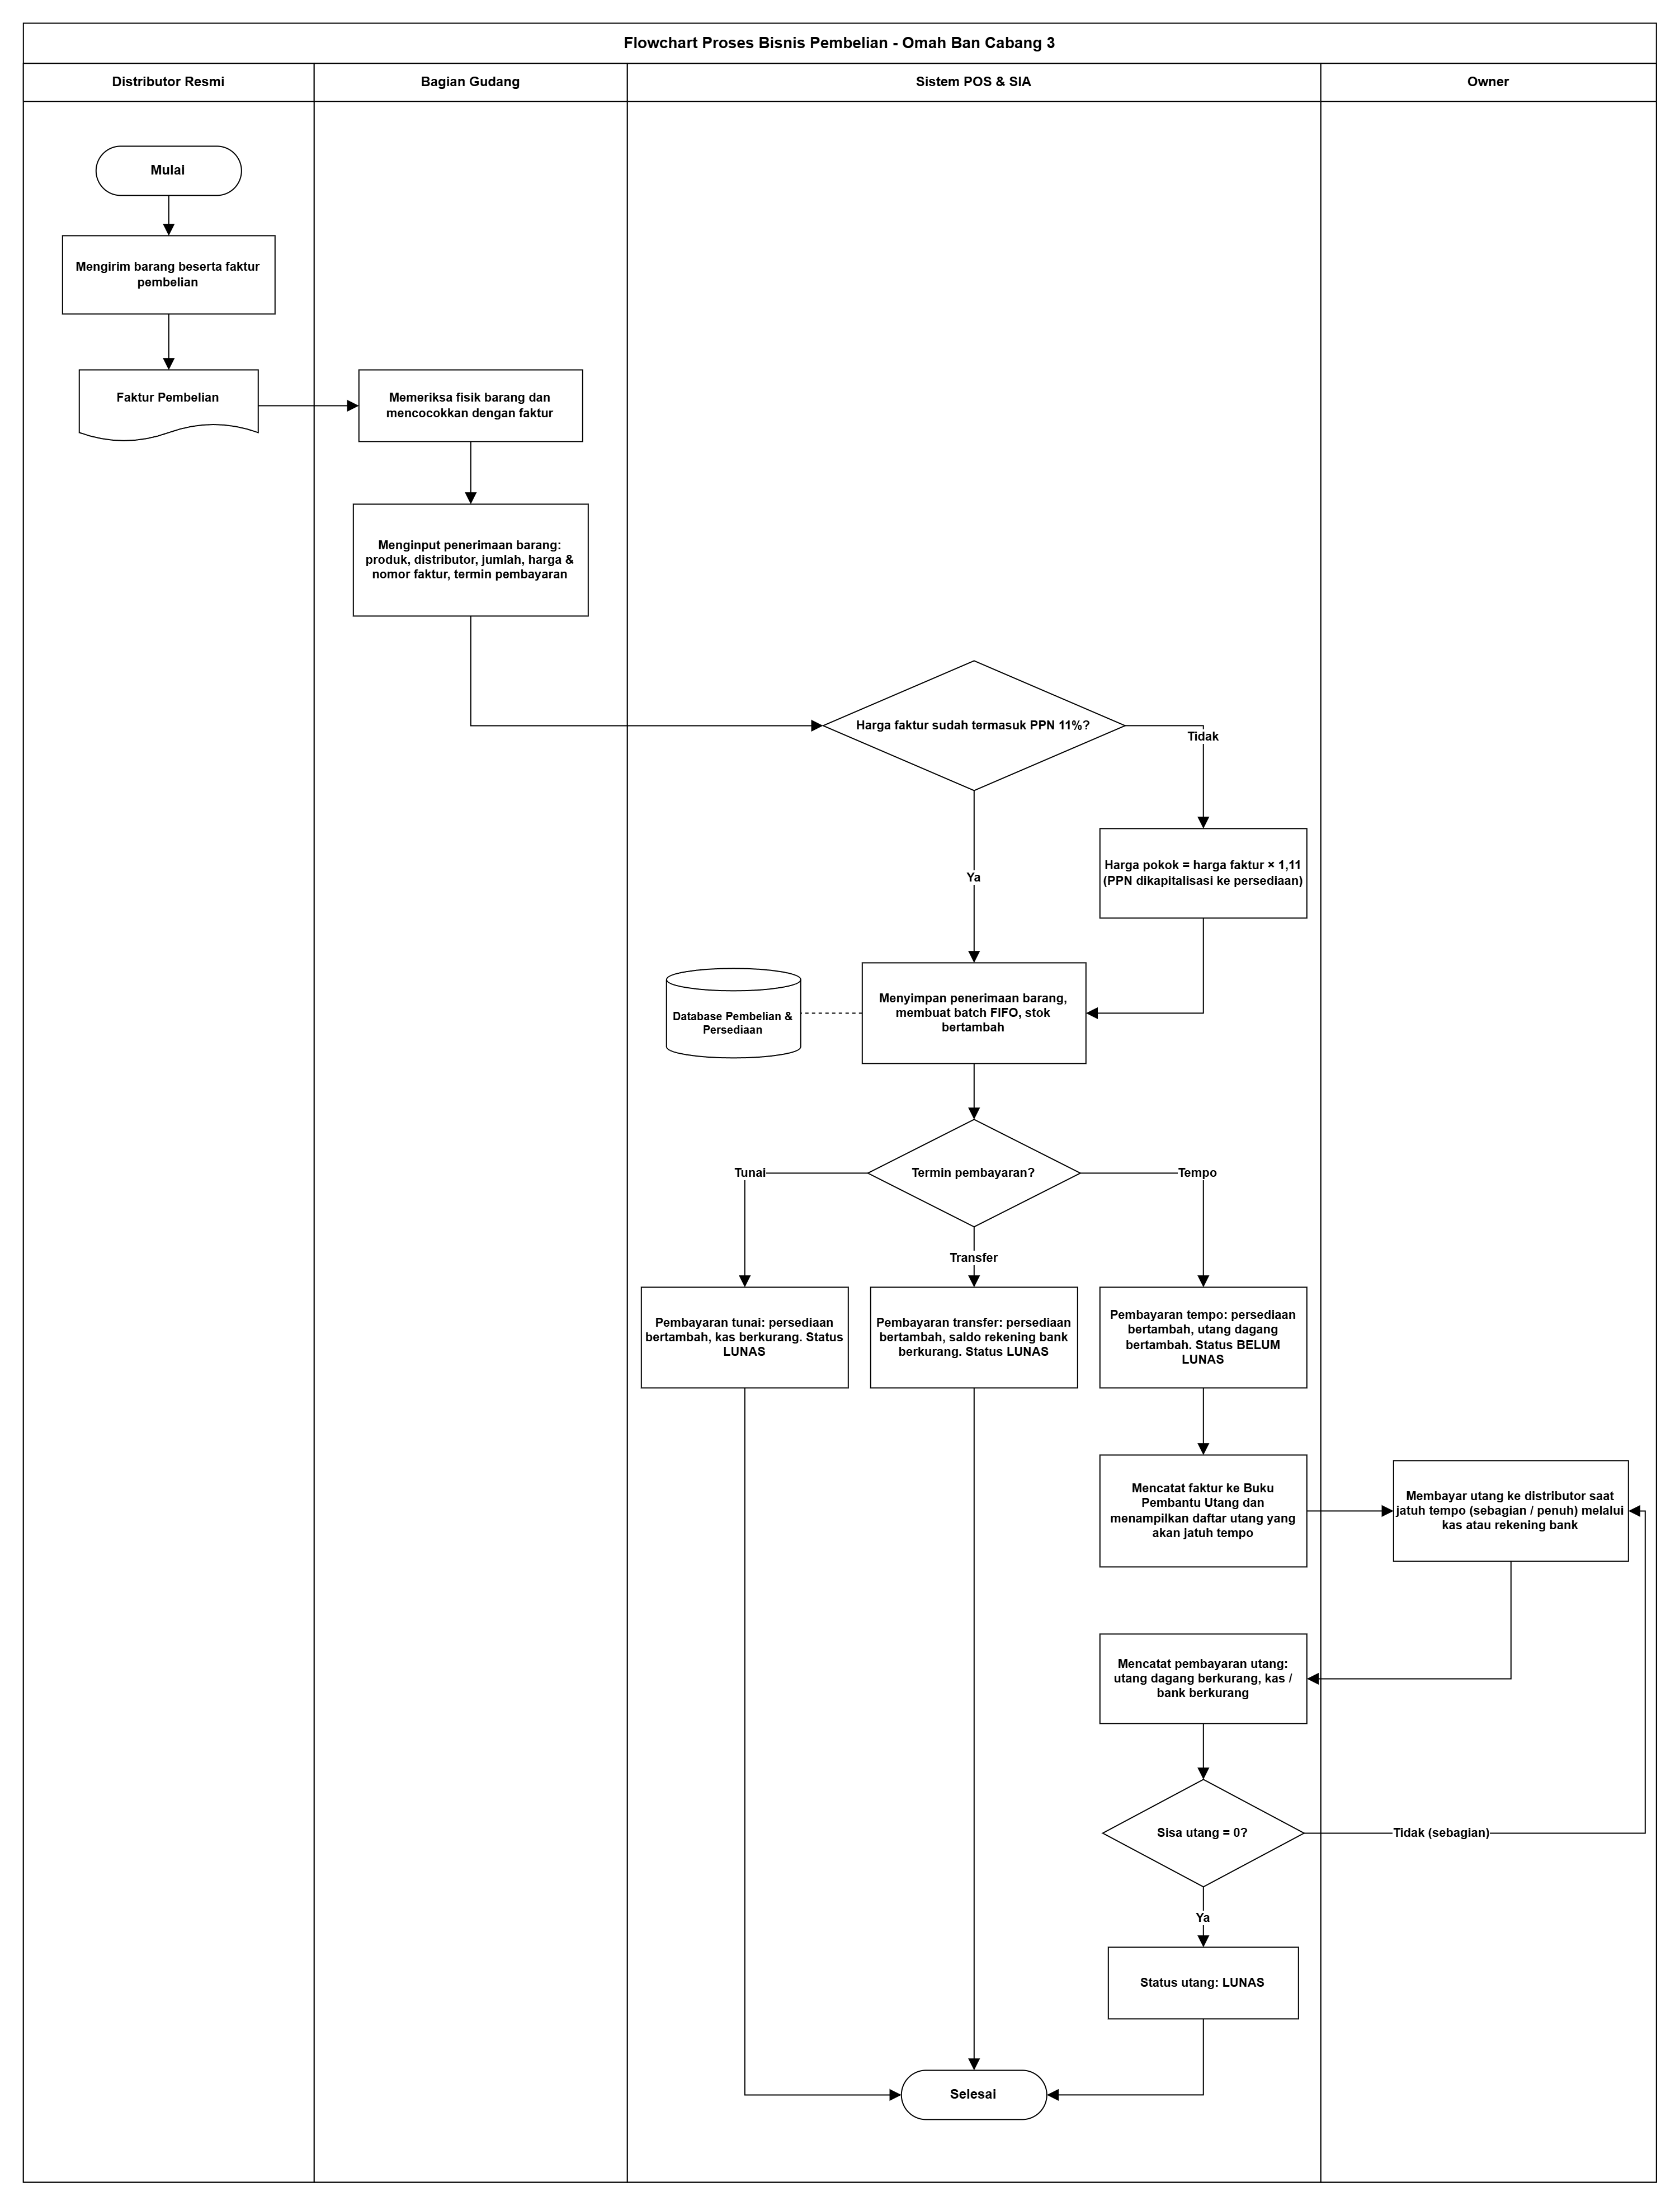 Flowchart Proses Bisnis Pembelian - Omah Ban Cabang 3
Distributor Resmi
Bagian Gudang
Sistem POS & SIA
Owner
Mulai
Mengirim barang beserta faktur
pembelian
Faktur Pembelian
Memeriksa fisik barang dan
mencocokkan dengan faktur
Menginput penerimaan barang:
produk, distributor, jumlah, harga &
nomor faktur, termin pembayaran
Harga faktur sudah termasuk PPN 11%?
Tidak
Harga pokok = harga faktur × 1,11
(PPN dikapitalisasi ke persediaan)
Ya
Menyimpan penerimaan barang,
membuat batch FIFO, stok
bertambah
Database Pembelian &
Persediaan
Termin pembayaran?
Tunai
Tempo
Transfer
Pembayaran tunai: persediaan
bertambah, kas berkurang. Status
LUNAS
Pembayaran transfer: persediaan
bertambah, saldo rekening bank
berkurang. Status LUNAS
Pembayaran tempo: persediaan
bertambah, utang dagang
bertambah. Status BELUM
LUNAS
Mencatat faktur ke Buku
Pembantu Utang dan
menampilkan daftar utang yang
akan jatuh tempo
Membayar utang ke distributor saat
jatuh tempo (sebagian / penuh) melalui
kas atau rekening bank
Mencatat pembayaran utang:
utang dagang berkurang, kas /
bank berkurang
Sisa utang = 0?
Tidak (sebagian)
Ya
Status utang: LUNAS
Selesai